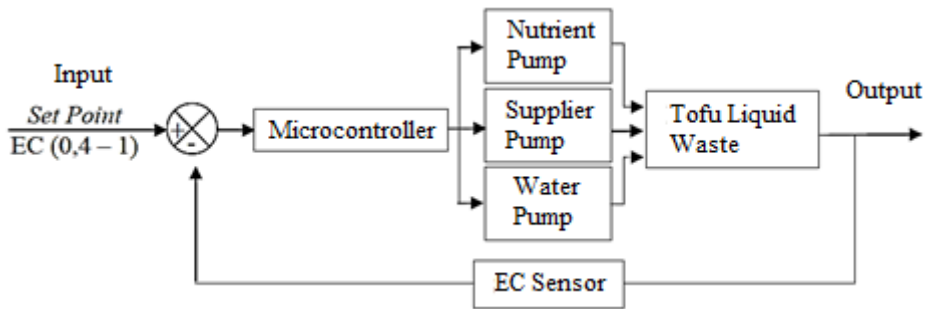 Input
Set Point
EC (0,4 – 1)
+
-
Microcontroller
Nutrient
Pump
Supplier
Pump
Water
Pump
Tofu Liquid
Waste
Output
EC Sensor